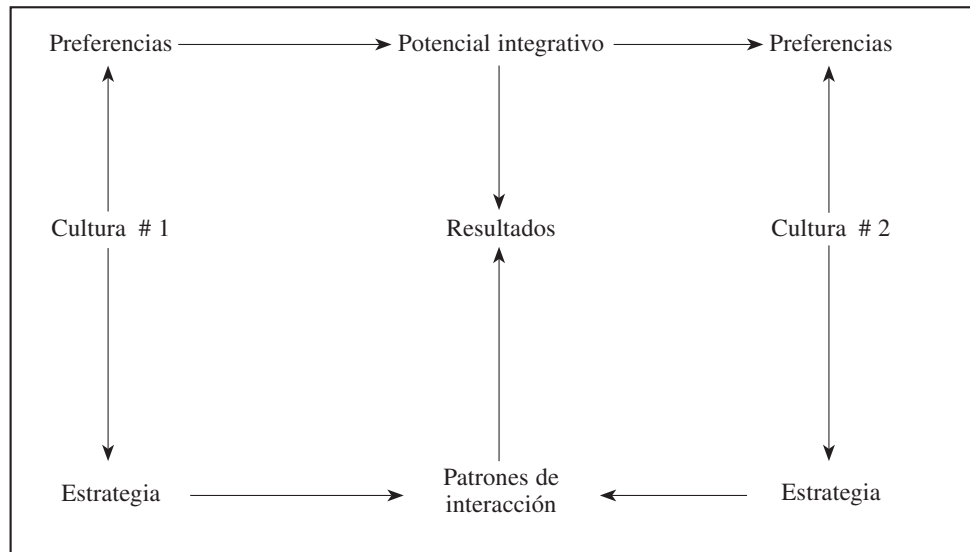 Preferencias
Potencial integrativo
Preferencias
Cultura # 1
Resultados
Cultura # 2
Estrategia
Patrones de
interacción
Estrategia